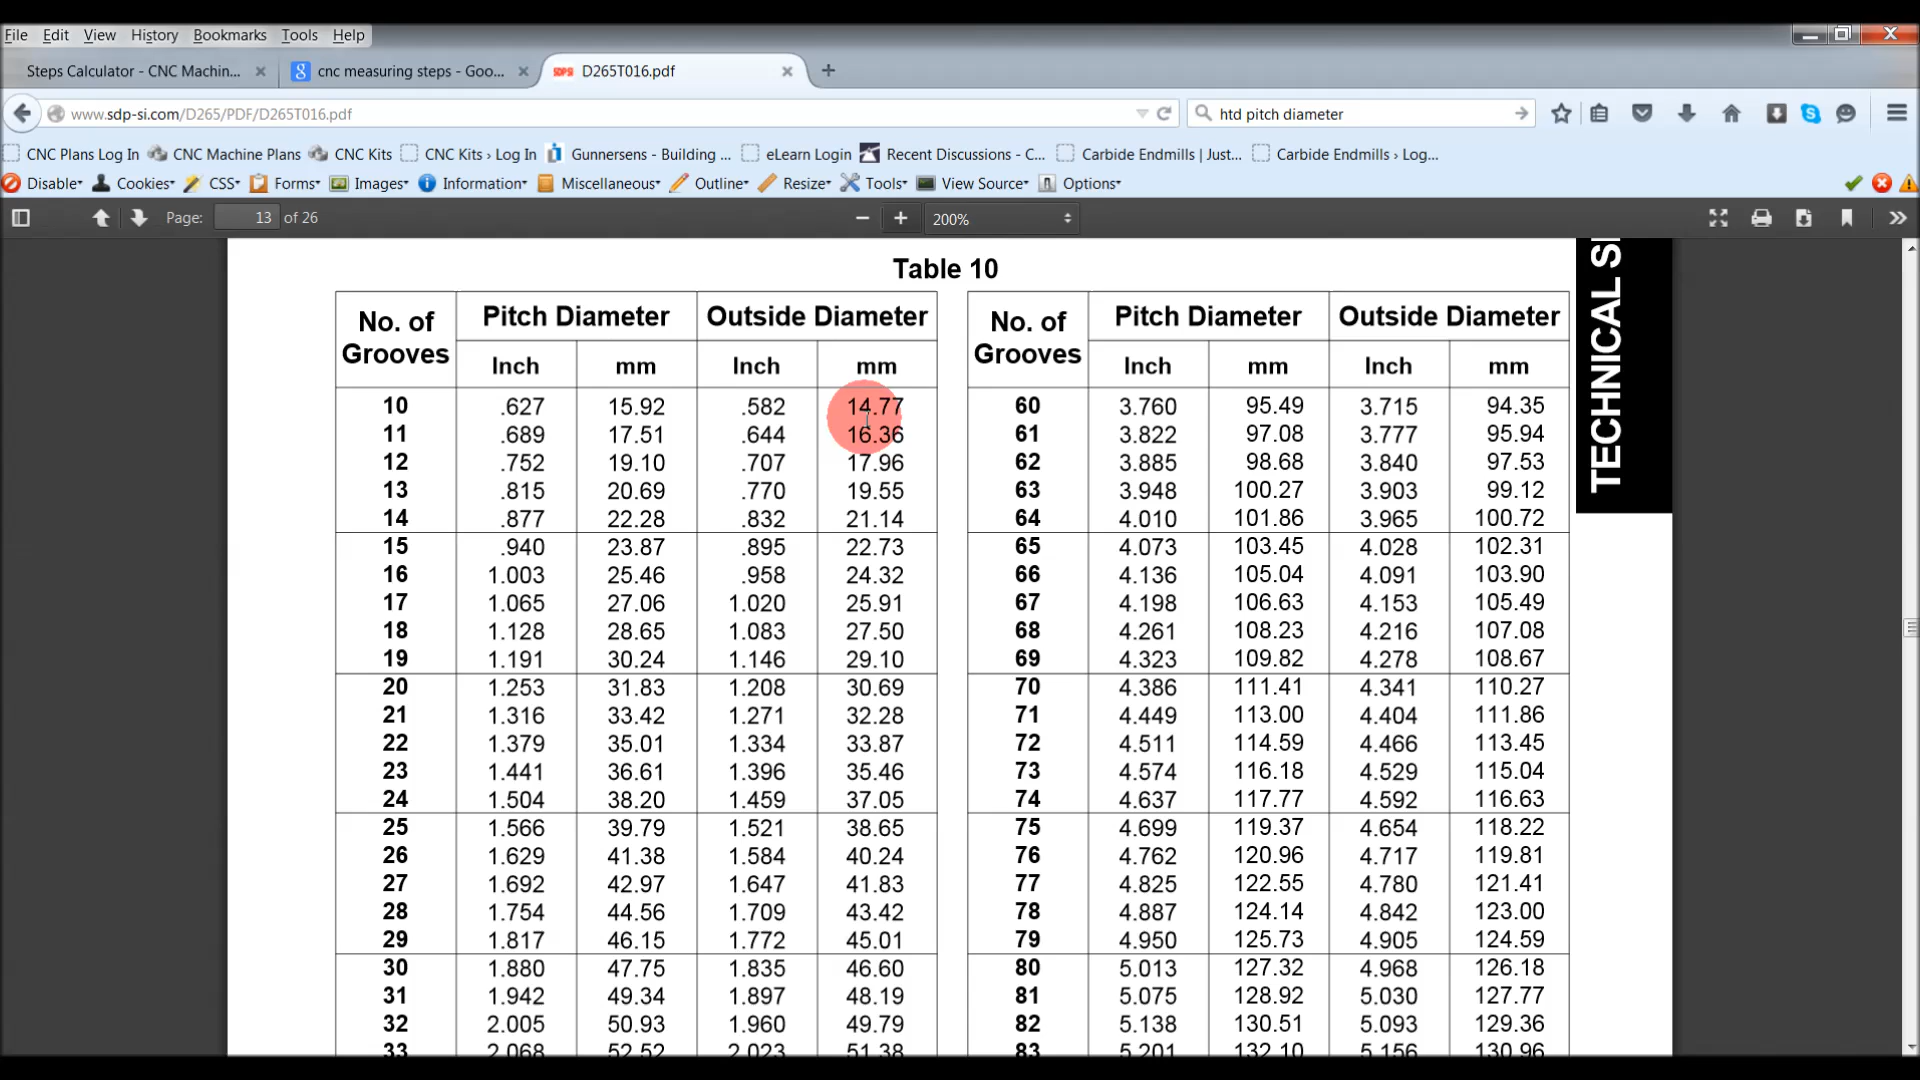 File Edit View History Bookmarks Tools Help
Steps Calculator - CNC Machin... cnc measuring steps - Goo... SDP/SI D265T016.pdf
www.sdp-si.com/D265/PDF/D265T016.pdf htd pitch diameter
CNC Plans Log In CNC Machine Plans CNC Kits CNC Kits › Log In Gunnersens - Building ... eLearn Login Recent Discussions - C... Carbide Endmills | Just... Carbide Endmills › Log...
Disable Cookies CSS Forms Images Information Miscellaneous Outline Resize Tools View Source Options
Page: 13 of 26 200%
Table 10
No. of Grooves Pitch Diameter Outside Diameter No. of Grooves Pitch Diameter Outside Diameter
Inch mm Inch mm Inch mm Inch mm
10 .627 15.92 .582 14.77 60 3.760 95.49 3.715 94.35
11 .689 17.51 .644 16.36 61 3.822 97.08 3.777 95.94
12 .752 19.10 .707 17.96 62 3.885 98.68 3.840 97.53
13 .815 20.69 .770 19.55 63 3.948 100.27 3.903 99.12
14 .877 22.28 .832 21.14 64 4.010 101.86 3.965 100.72
15 .940 23.87 .895 22.73 65 4.073 103.45 4.028 102.31
16 1.003 25.46 .958 24.32 66 4.136 105.04 4.091 103.90
17 1.065 27.06 1.020 25.91 67 4.198 106.63 4.153 105.49
18 1.128 28.65 1.083 27.50 68 4.261 108.23 4.216 107.08
19 1.191 30.24 1.146 29.10 69 4.323 109.82 4.278 108.67
20 1.253 31.83 1.208 30.69 70 4.386 111.41 4.341 110.27
21 1.316 33.42 1.271 32.28 71 4.449 113.00 4.404 111.86
22 1.379 35.01 1.334 33.87 72 4.511 114.59 4.466 113.45
23 1.441 36.61 1.396 35.46 73 4.574 116.18 4.529 115.04
24 1.504 38.20 1.459 37.05 74 4.637 117.77 4.592 116.63
25 1.566 39.79 1.521 38.65 75 4.699 119.37 4.654 118.22
26 1.629 41.38 1.584 40.24 76 4.762 120.96 4.717 119.81
27 1.692 42.97 1.647 41.83 77 4.825 122.55 4.780 121.41
28 1.754 44.56 1.709 43.42 78 4.887 124.14 4.842 123.00
29 1.817 46.15 1.772 45.01 79 4.950 125.73 4.905 124.59
30 1.880 47.75 1.835 46.60 80 5.013 127.32 4.968 126.18
31 1.942 49.34 1.897 48.19 81 5.075 128.92 5.030 127.77
32 2.005 50.93 1.960 49.79 82 5.138 130.51 5.093 129.36
33 2.068 52.52 2.023 51.38 83 5.201 132.10 5.156 130.96
TECHNICAL